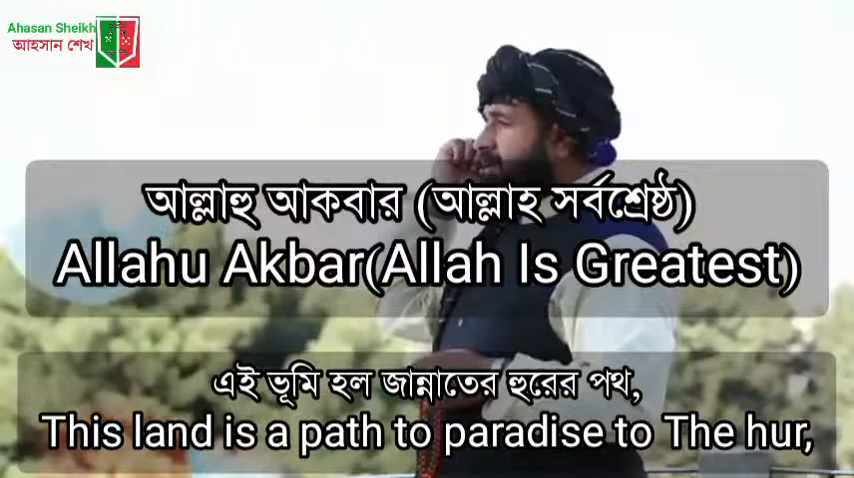 Ahasan Sheikh
আহসান শেখ
আল্লাহু আকবার (আল্লাহ সর্বশ্রেষ্ঠ)
Allahu Akbar(Allah Is Greatest)
এই ভূমি হল জান্নাতের হুরের পথ,
This land is a path to paradise to The hur,